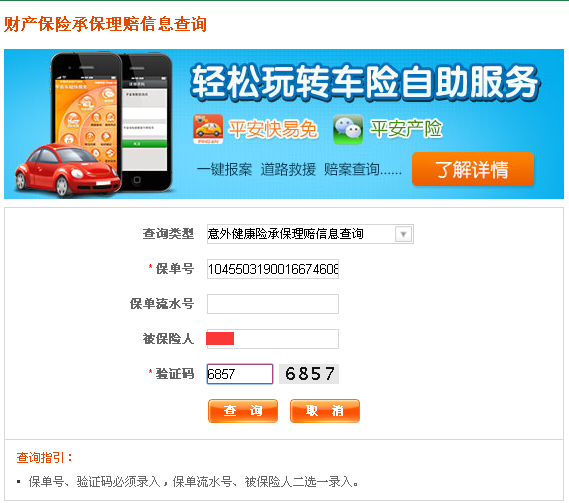 财产保险承保理赔信息查询
轻松玩转车险自助服务
平安快易免 平安产险
一键报案 道路救援 赔案查询...... 了解详情
查询类型 意外健康险承保理赔信息查询
* 保单号 1045503190016674608
保单流水号
被保险人
* 验证码 6857 6857
查 询 取 消
查询指引：
• 保单号、验证码必须录入，保单流水号、被保险人二选一录入。